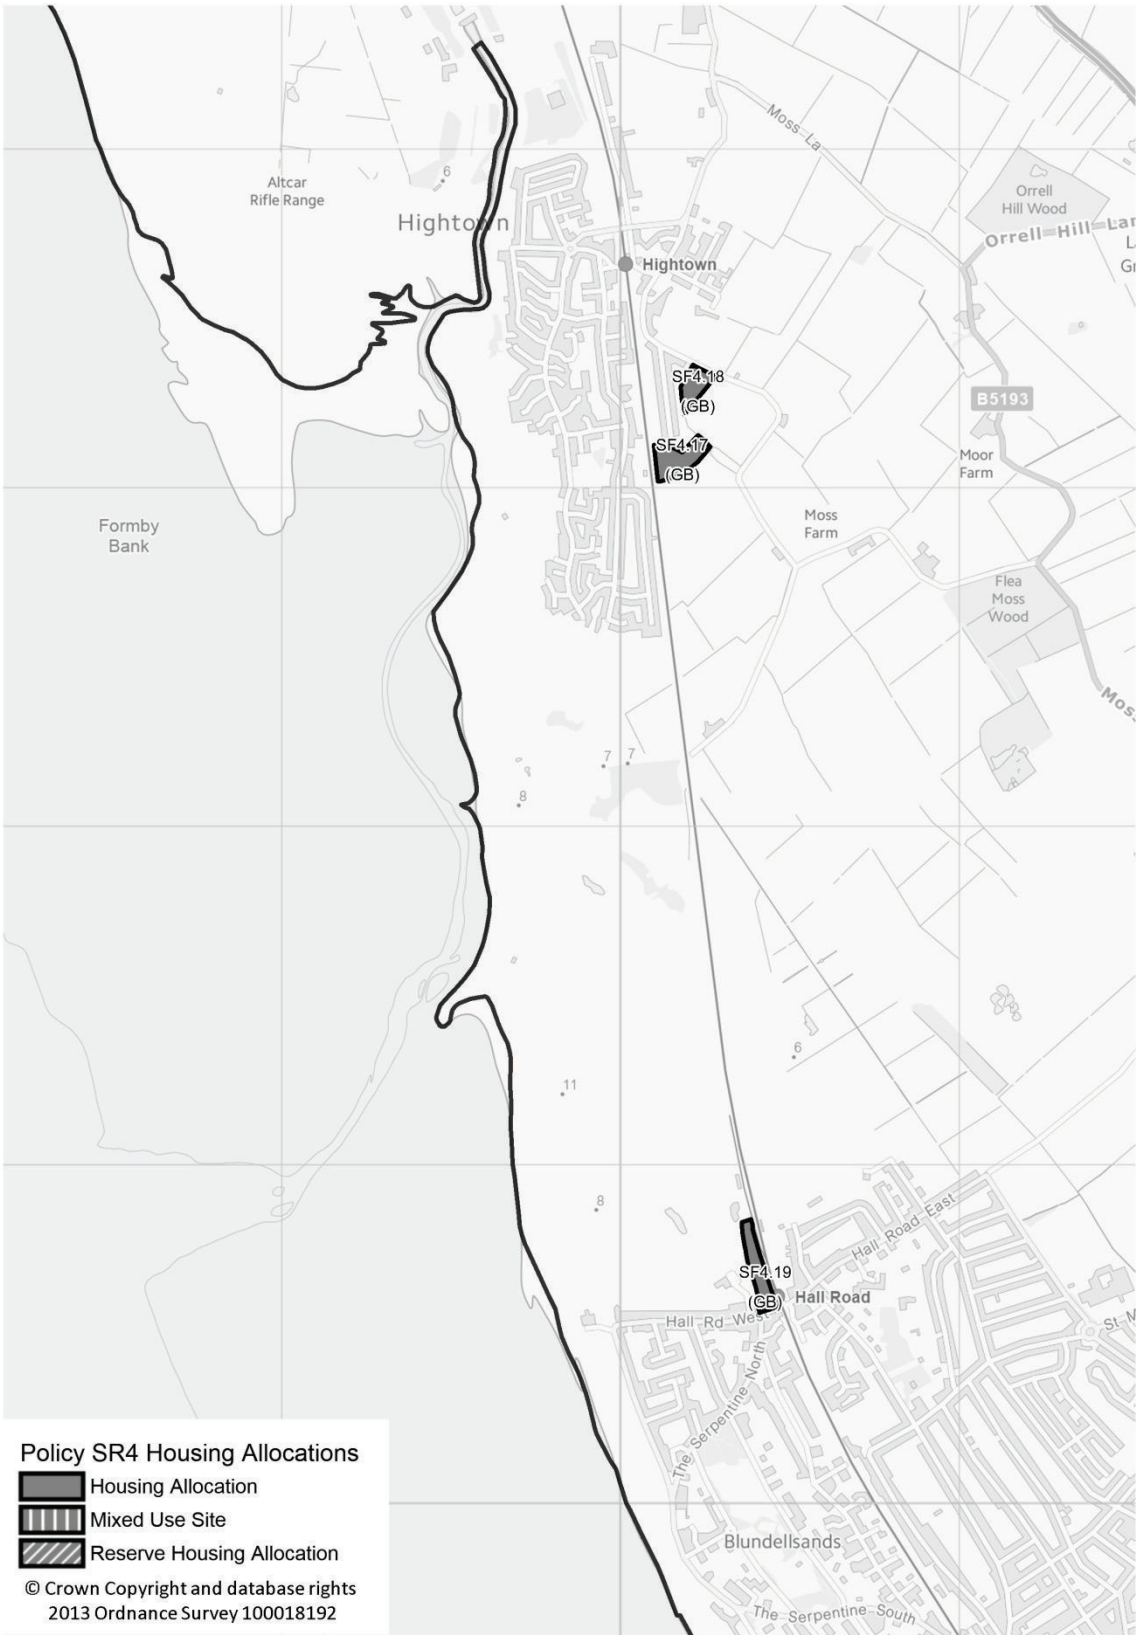 Moss La
Altcar
Rifle Range
6
Hightown
Orrell
Hill Wood
Orrell Hill Lan
Hightown
SF4.18
(GB)
B5193
SF4.17
(GB)
Moor
Farm
Formby
Bank
Moss
Farm
Flea
Moss
Wood
Moss
7
7
8
6
11
8
Hall Road East
SF4.19
(GB)
Hall Road
Hall Rd West
St M
The Serpentine North
Blundellsands
The Serpentine South
Policy SR4 Housing Allocations
Housing Allocation
Mixed Use Site
Reserve Housing Allocation
© Crown Copyright and database rights
2013 Ordnance Survey 100018192